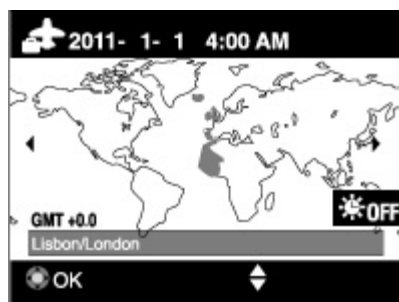 2011- 1- 1 4:00 AM
OFF
GMT +0.0
Lisbon/London
OK